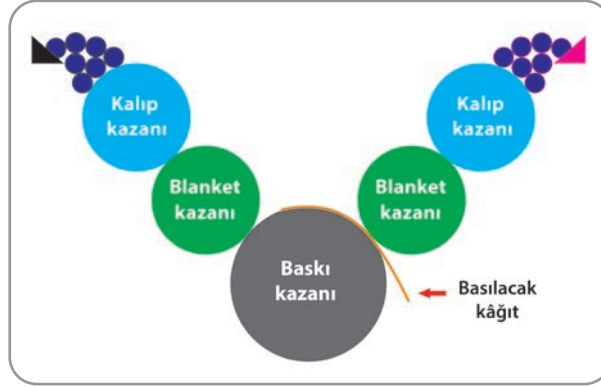 Kalıp
kazanı
Kalıp
kazanı
Blanket
kazanı
Blanket
kazanı
Baskı
kazanı
Basılacak
kâğıt